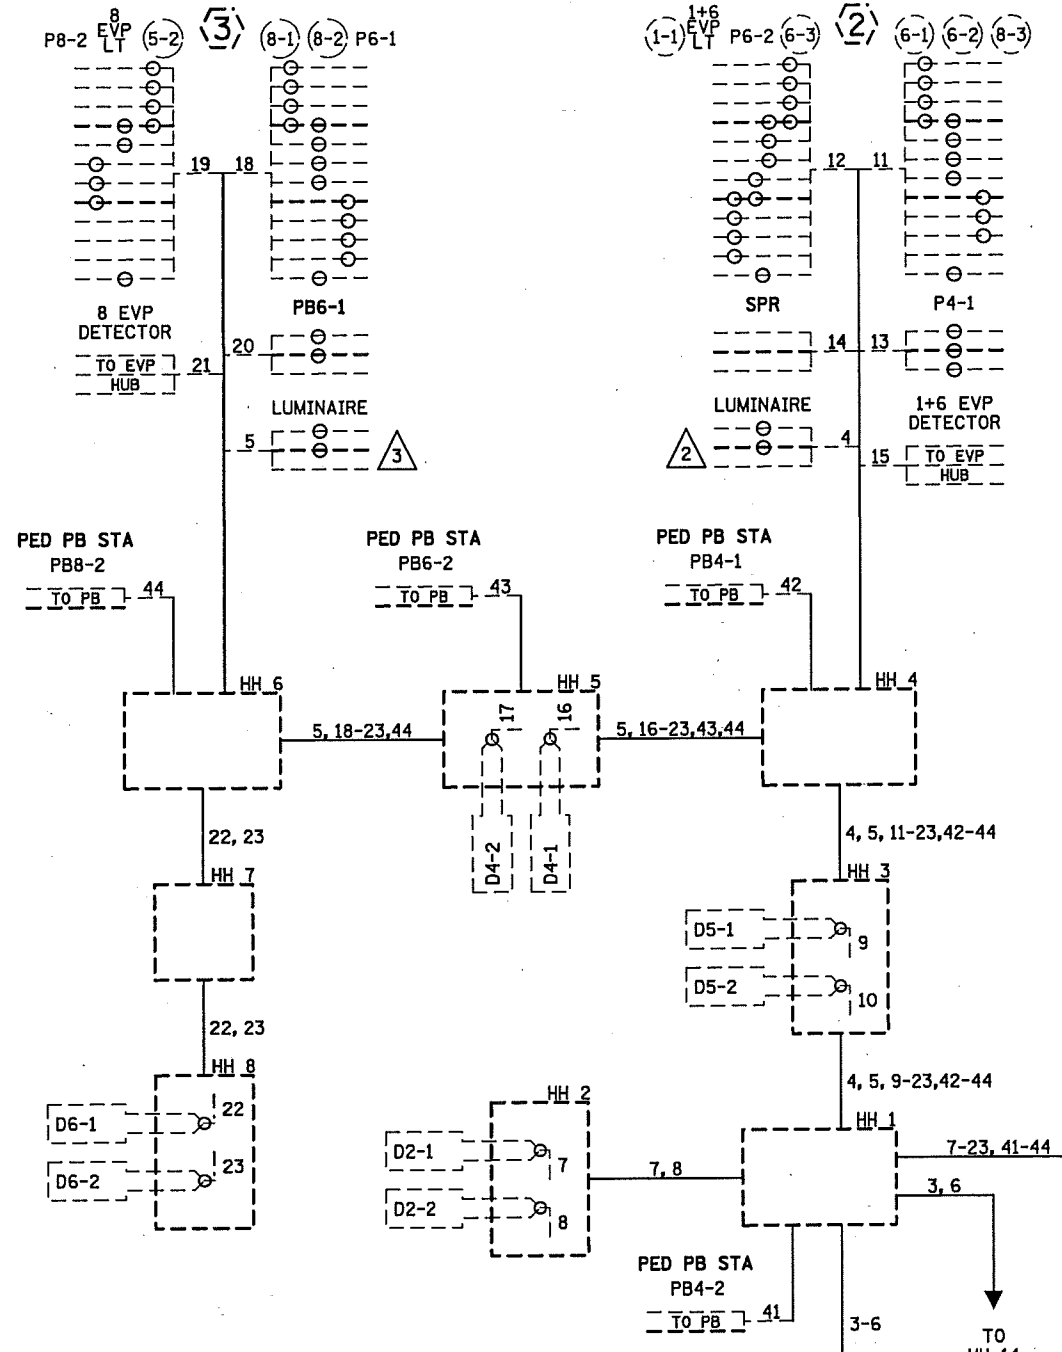 P8-2
8
EVP
LT
5-2
3
8-1
8-2
P6-1
1-1
1+6
EVP
LT
P6-2
6-3
2
6-1
6-2
8-3
19
18
12
11
8 EVP
DETECTOR
TO EVP
HUB
21
PB6-1
20
LUMINAIRE
5
3
SPR
14
13
P4-1
LUMINAIRE
2
4
1+6 EVP
DETECTOR
15
TO EVP
HUB
PED PB STA
PB8-2
TO PB
44
PED PB STA
PB6-2
TO PB
43
PED PB STA
PB4-1
TO PB
42
HH 6
5, 18-23,44
HH 5
17
16
D4-2
D4-1
5, 16-23,43,44
HH 4
22, 23
4, 5, 11-23,42-44
HH 7
HH 3
D5-1
9
D5-2
10
22, 23
4, 5, 9-23,42-44
HH 8
D6-1
22
D6-2
23
HH 2
D2-1
7
D2-2
8
7, 8
HH 1
7-23, 41-44
3, 6
PED PB STA
PB4-2
TO PB
41
3-6
TO